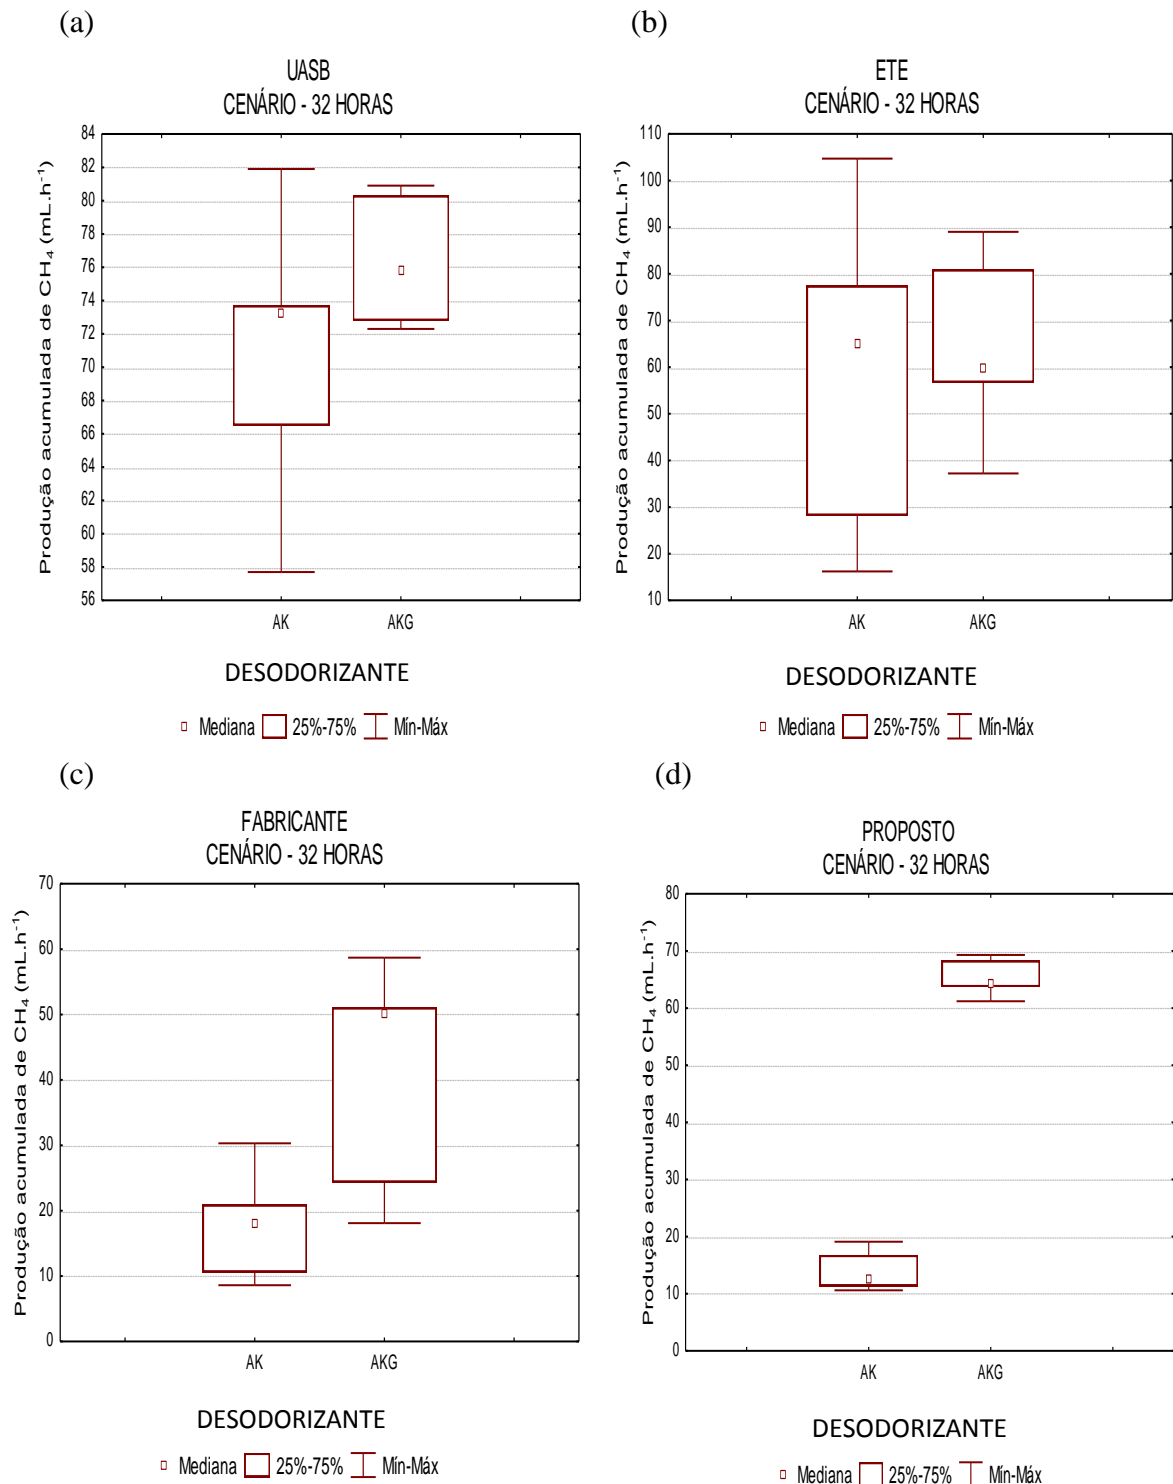 (a)
UASB
CENÁRIO - 32 HORAS
Produção acumulada de CH₄ (mL.h⁻¹)
84
82
80
78
76
74
72
70
68
66
64
62
60
58
56
AK AKG
DESODORIZANTE
Mediana 25%-75% Mín-Máx
(b)
ETE
CENÁRIO - 32 HORAS
Produção acumulada de CH₄ (mL.h⁻¹)
110
100
90
80
70
60
50
40
30
20
10
AK AKG
DESODORIZANTE
Mediana 25%-75% Mín-Máx
(c)
FABRICANTE
CENÁRIO - 32 HORAS
Produção acumulada de CH₄ (mL.h⁻¹)
70
60
50
40
30
20
10
0
AK AKG
DESODORIZANTE
Mediana 25%-75% Mín-Máx
(d)
PROPOSTO
CENÁRIO - 32 HORAS
Produção acumulada de CH₄ (mL.h⁻¹)
80
70
60
50
40
30
20
10
0
AK AKG
DESODORIZANTE
Mediana 25%-75% Mín-Máx